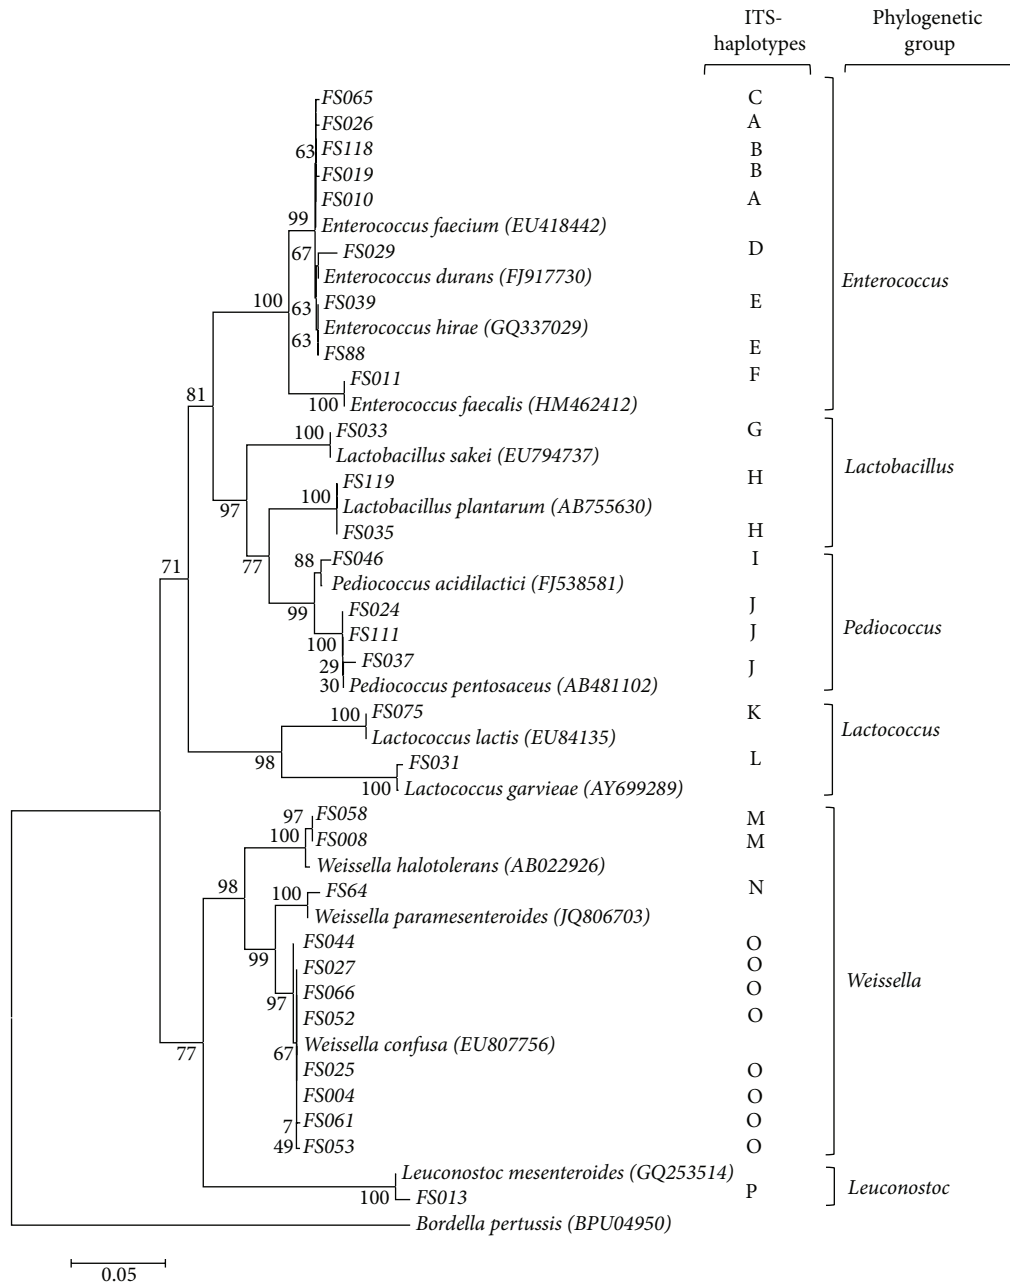 ITS-
haplotypes
Phylogenetic
group
FS065 C
FS026 A
63 FS118 B
FS019 B
FS010 A
99 Enterococcus faecium (EU418442)
67 FS029 D
Enterococcus durans (FJ917730)
Enterococcus
100 63 FS039 E
Enterococcus hirae (GQ337029)
63 FS88 E
FS011 F
100 Enterococcus faecalis (HM462412)
81
100 FS033 G
Lactobacillus sakei (EU794737)
Lactobacillus
FS119 H
100 Lactobacillus plantarum (AB755630)
97
FS035 H
88 FS046 I
77
71
Pediococcus acidilactici (FJ538581)
99 FS024 J
Pediococcus
100 FS111 J
29 FS037 J
30 Pediococcus pentosaceus (AB481102)
100 FS075 K
Lactococcus
Lactococcus lactis (EU84135)
98 FS031 L
100 Lactococcus garvieae (AY699289)
97 FS058 M
100 FS008 M
Weissella halotolerans (AB022926)
98 100 FS64 N
Weissella paramesenteroides (JQ806703)
FS044 O
99 FS027 O
Weissella
97 FS066 O
FS052 O
77 67 Weissella confusa (EU807756)
FS025 O
FS004 O
7 FS061 O
49 FS053 O
Leuconostoc mesenteroides (GQ253514)
Leuconostoc
100 FS013 P
Bordella pertussis (BPU04950)
0.05